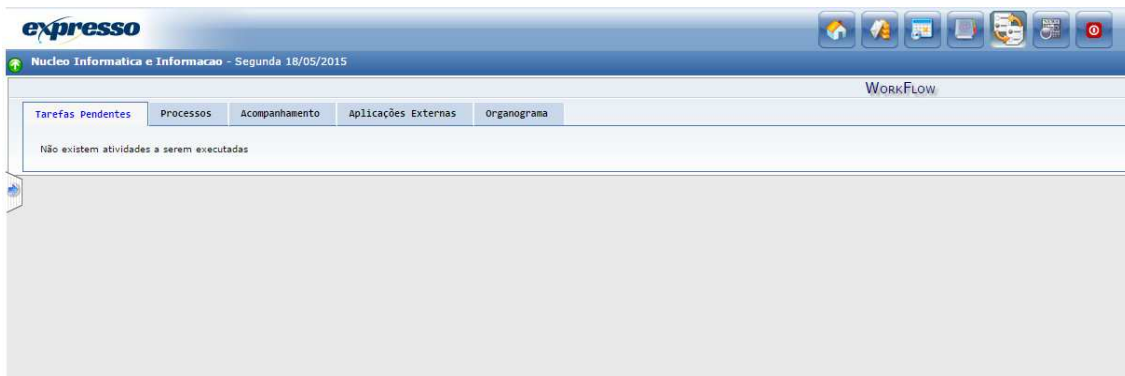 expresso
Nucleo Informatica e Informacao - Segunda 18/05/2015
WorkFlow
Tarefas Pendentes Processos Acompanhamento Aplicações Externas Organograma
Não existem atividades a serem executadas